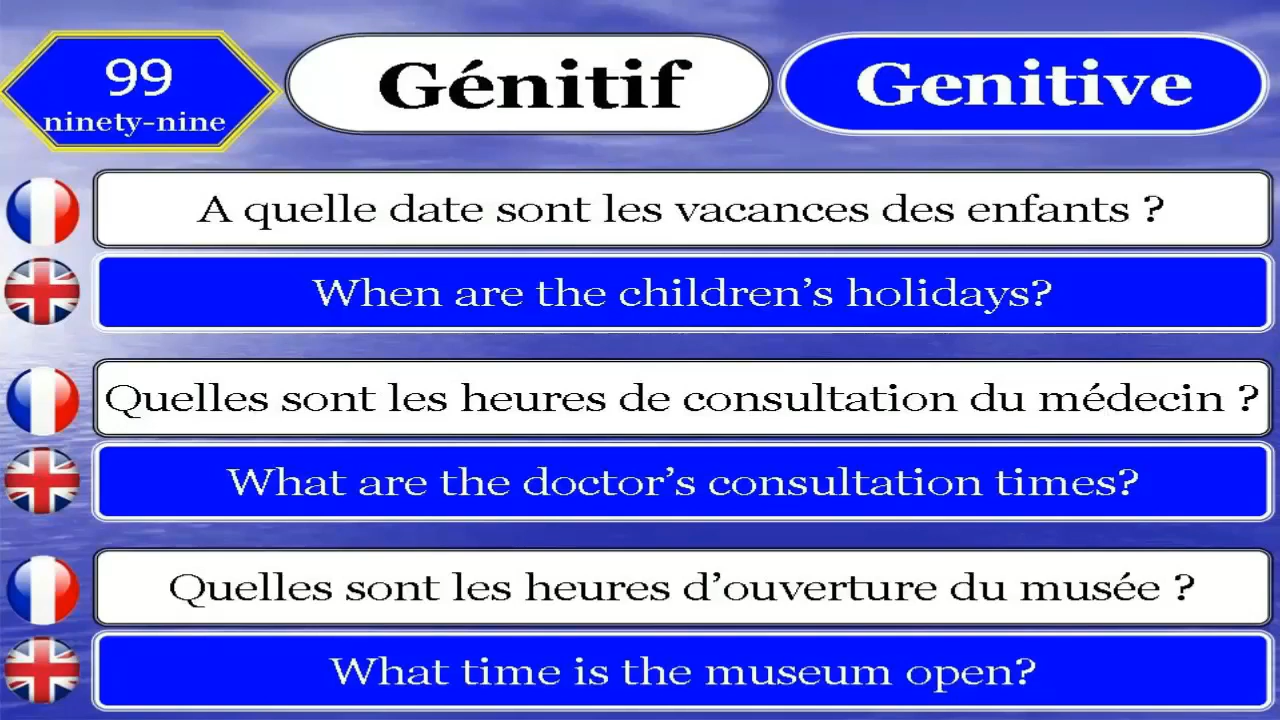 99
ninety-nine
Génitif
Genitive
A quelle date sont les vacances des enfants ?
When are the children’s holidays?
Quelles sont les heures de consultation du médecin ?
What are the doctor’s consultation times?
Quelles sont les heures d’ouverture du musée ?
What time is the museum open?